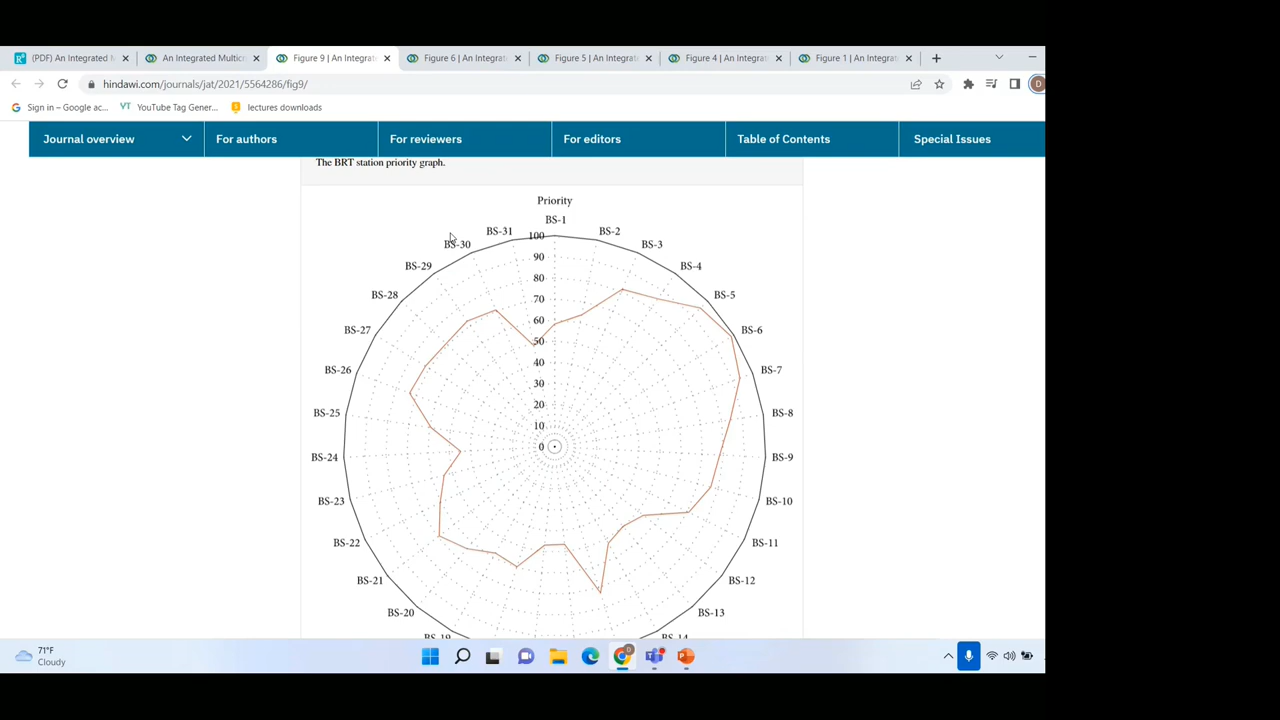 (PDF) An Integrated M
An Integrated Multicr
Figure 9 | An Integrat
Figure 6 | An Integrat
Figure 5 | An Integrat
Figure 4 | An Integrat
Figure 1 | An Integrat
hindawi.com/journals/jat/2021/5564286/fig9/
D
Sign in – Google ac...
YouTube Tag Gener...
lectures downloads
Journal overview
For authors
For reviewers
For editors
Table of Contents
Special Issues
The BRT station priority graph.
Priority
BS-1
BS-2
BS-3
BS-4
BS-5
BS-6
BS-7
BS-8
BS-9
BS-10
BS-11
BS-12
BS-13
BS-14
BS-19
BS-20
BS-21
BS-22
BS-23
BS-24
BS-25
BS-26
BS-27
BS-28
BS-29
BS-30
BS-31
100
90
80
70
60
50
40
30
20
10
0
71°F
Cloudy